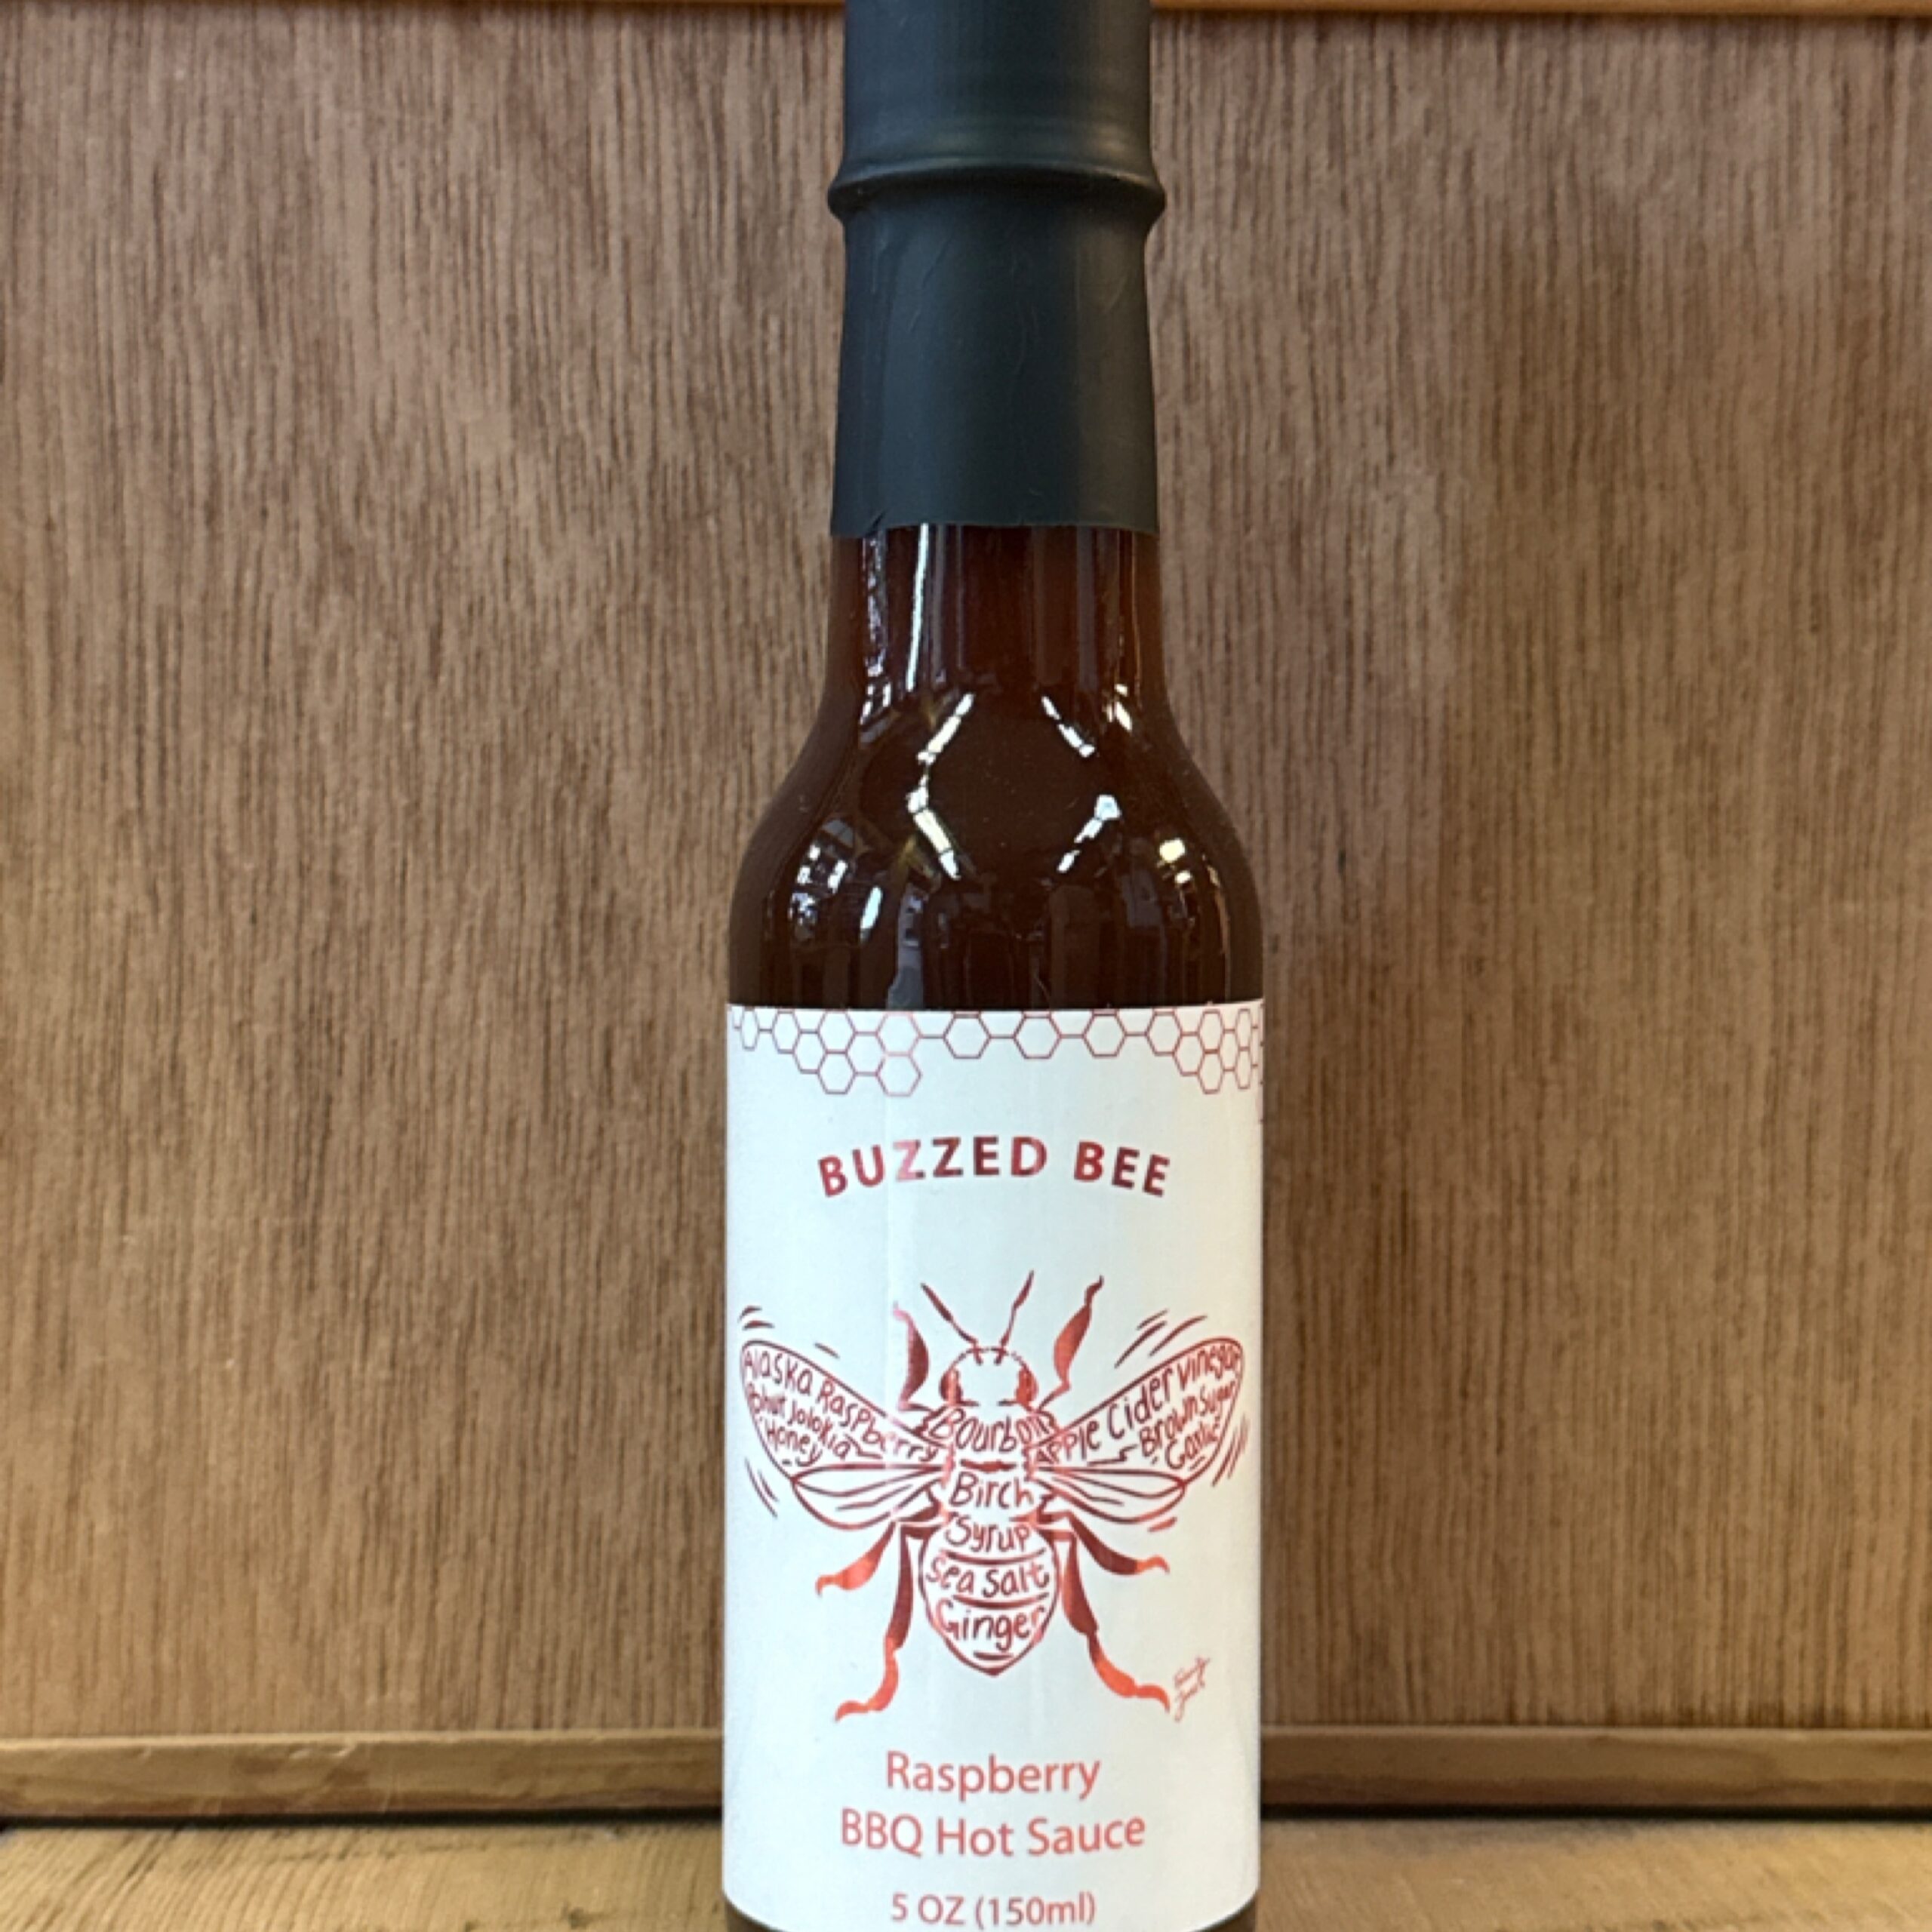 BUZZED BEE
Alaska Raspberry
Bhut Jolokia
Honey
Bourbon
Apple Cider Vinegar
Brown Sugar
Garlic
Birch
Syrup
Sea Salt
Ginger
Raspberry
BBQ Hot Sauce
5 OZ (150ml)